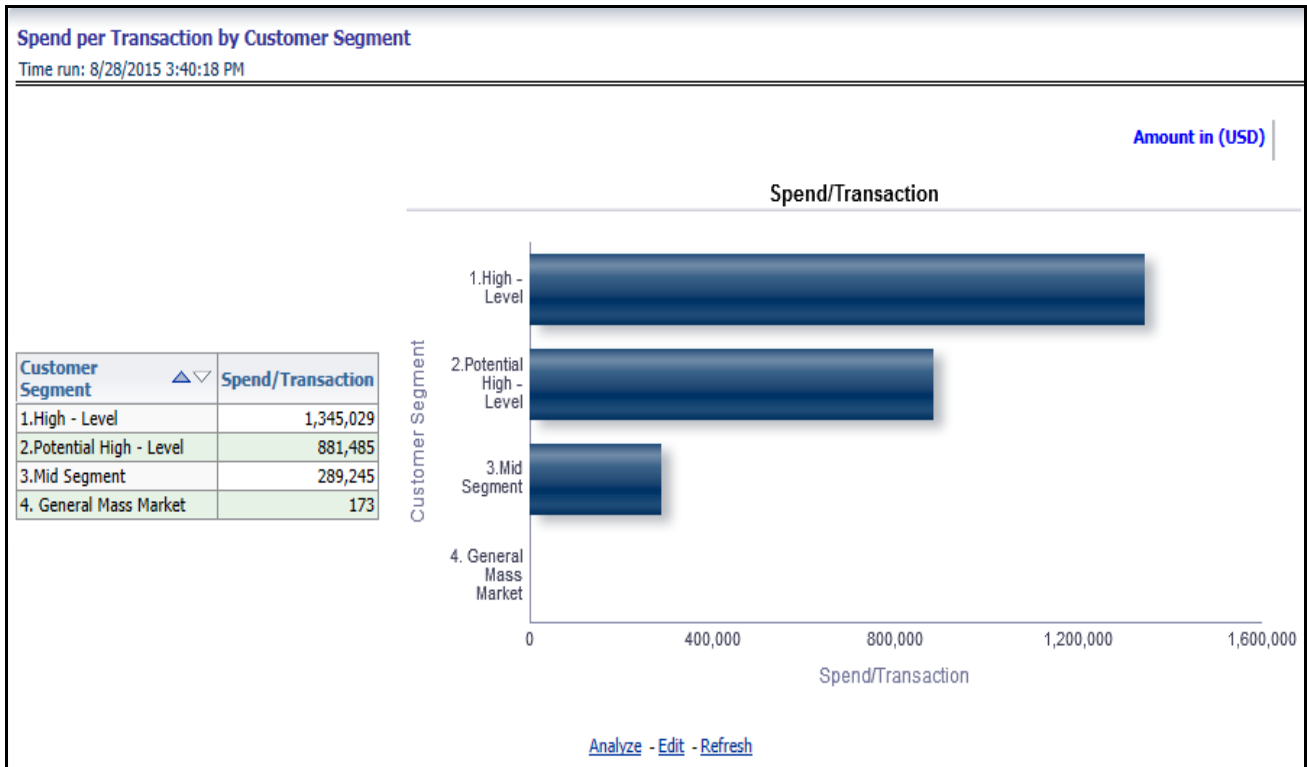 Spend per Transaction by Customer Segment
Time run: 8/28/2015 3:40:18 PM
Amount in (USD)
Customer
Segment
Spend/Transaction
1.High - Level 1,345,029
2.Potential High - Level 881,485
3.Mid Segment 289,245
4. General Mass Market 173
Spend/Transaction
Customer Segment
1.High -
Level
2.Potential
High -
Level
3.Mid
Segment
4. General
Mass
Market
0 400,000 800,000 1,200,000 1,600,000
Spend/Transaction
Analyze - Edit - Refresh